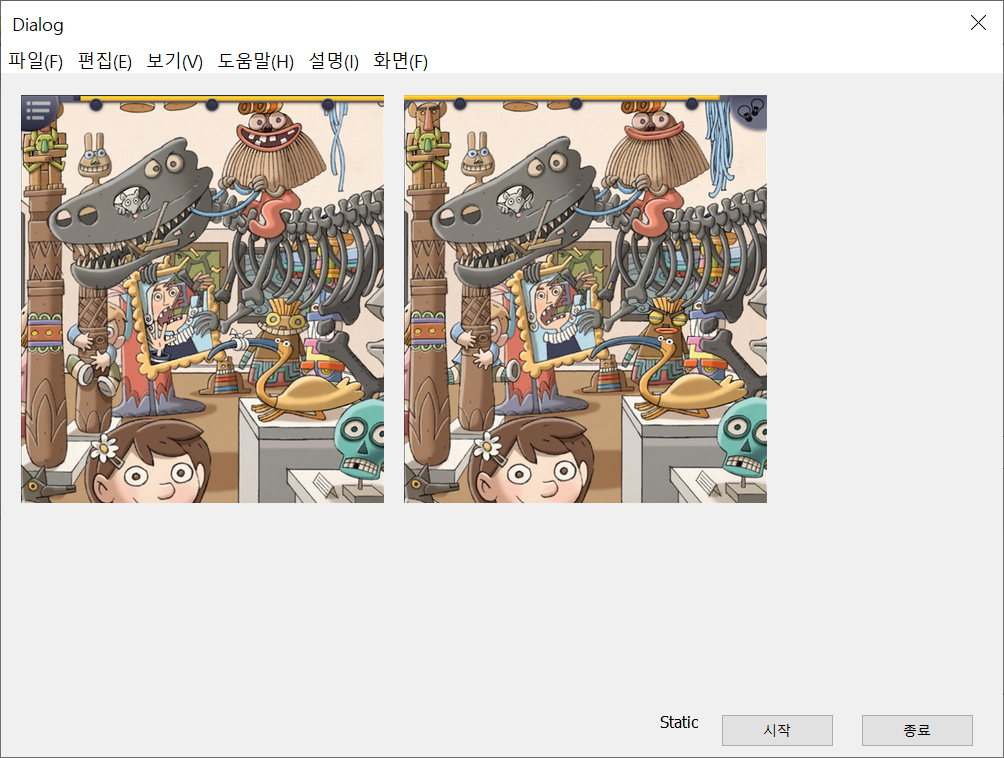 Dialog
파일(F) 편집(E) 보기(V) 도움말(H) 설명(I) 화면(F)
Static 시작 종료